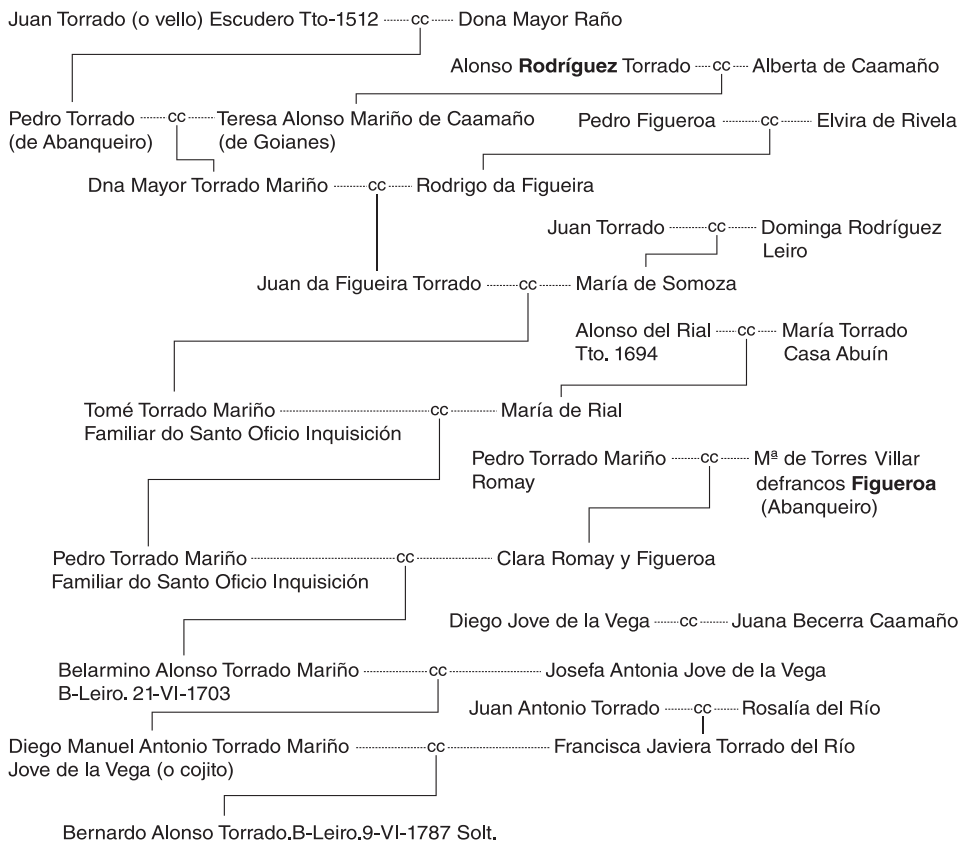 Juan Torrado (o vello) Escudero Tto-1512 cc Dona Mayor Raño
Alonso Rodríguez Torrado cc Alberta de Caamaño
Pedro Torrado cc Teresa Alonso Mariño de Caamaño
(de Abanqueiro) (de Goianes)
Pedro Figueroa cc Elvira de Rivela
Dna Mayor Torrado Mariño cc Rodrigo da Figueira
Juan Torrado cc Dominga Rodríguez
Leiro
Juan da Figueira Torrado cc María de Somoza
Alonso del Rial cc María Torrado
Tto. 1694 Casa Abuín
Tomé Torrado Mariño cc María de Rial
Familiar do Santo Oficio Inquisición
Pedro Torrado Mariño cc Mª de Torres Villar
Romay defrancos Figueroa
(Abanqueiro)
Pedro Torrado Mariño cc Clara Romay y Figueroa
Familiar do Santo Oficio Inquisición
Diego Jove de la Vega cc Juana Becerra Caamaño
Belarmino Alonso Torrado Mariño cc Josefa Antonia Jove de la Vega
B-Leiro. 21-VI-1703
Juan Antonio Torrado cc Rosalía del Río
Diego Manuel Antonio Torrado Mariño cc Francisca Javiera Torrado del Río
Jove de la Vega (o cojito)
Bernardo Alonso Torrado.B-Leiro.9-VI-1787 Solt.